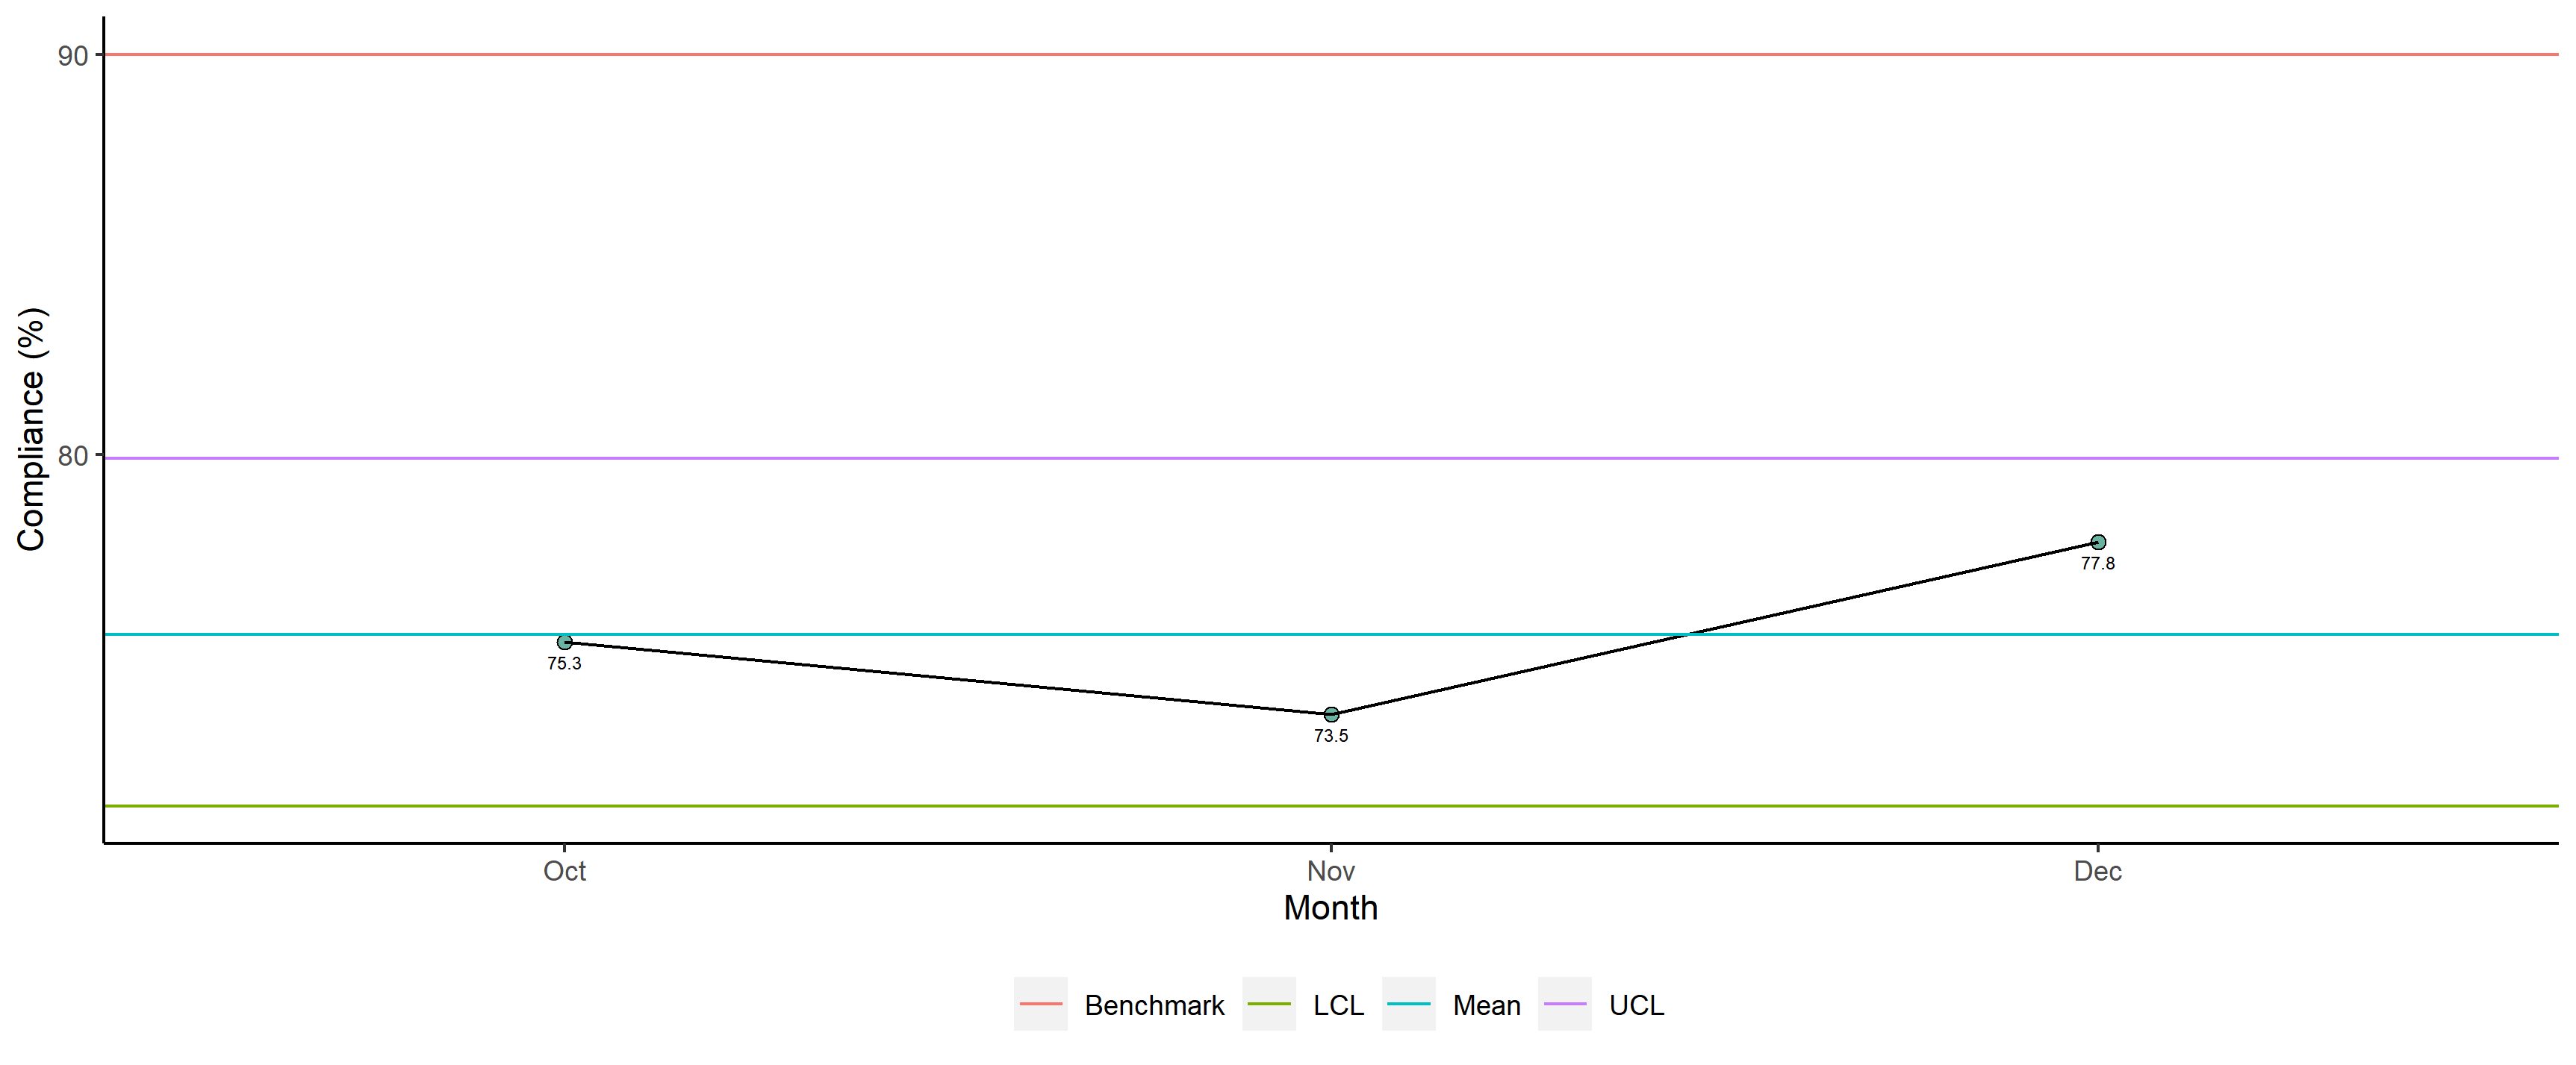 90
80
Compliance (%)
75.3
73.5
77.8
Oct Nov Dec
Month
Benchmark LCL Mean UCL